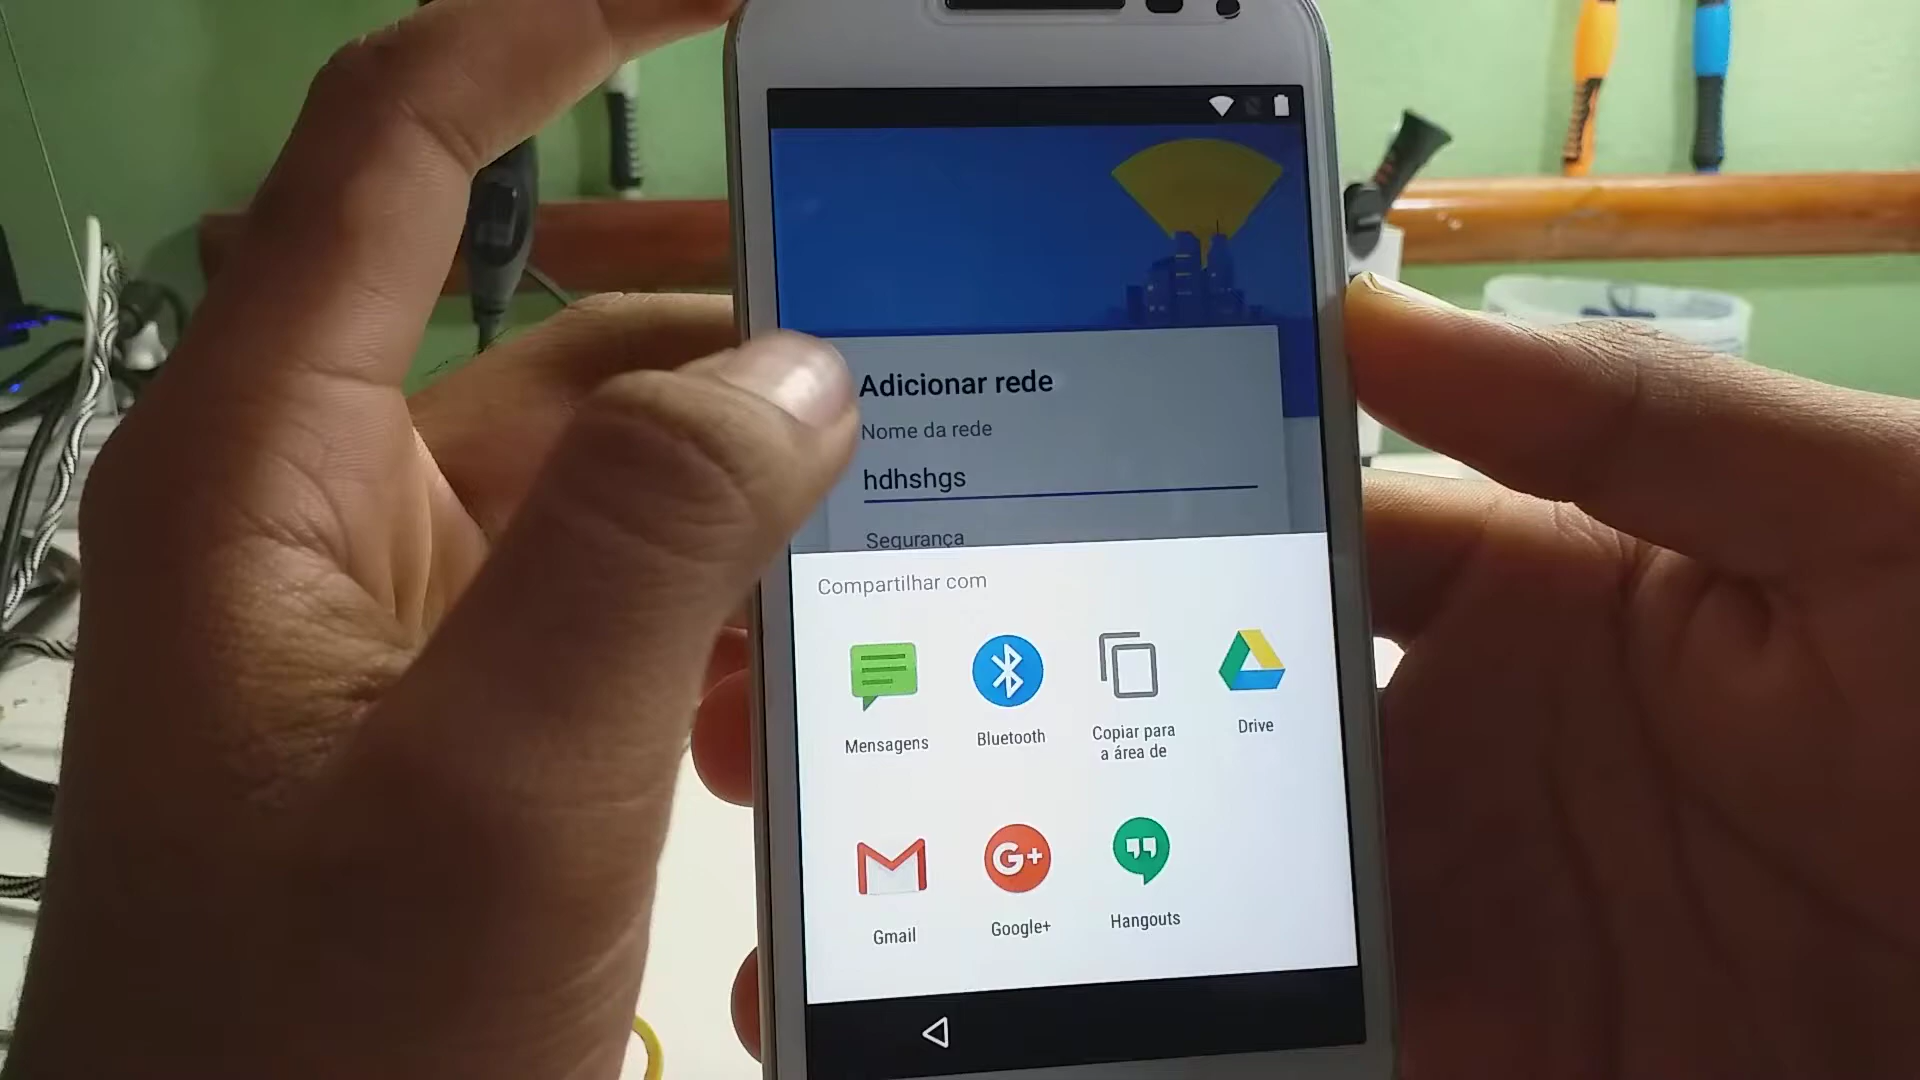 Adicionar rede
Nome da rede
hdhshgs
Segurança
Compartilhar com
Mensagens
Bluetooth
Copiar para
a área de
Drive
Gmail
G+
Google+
Hangouts